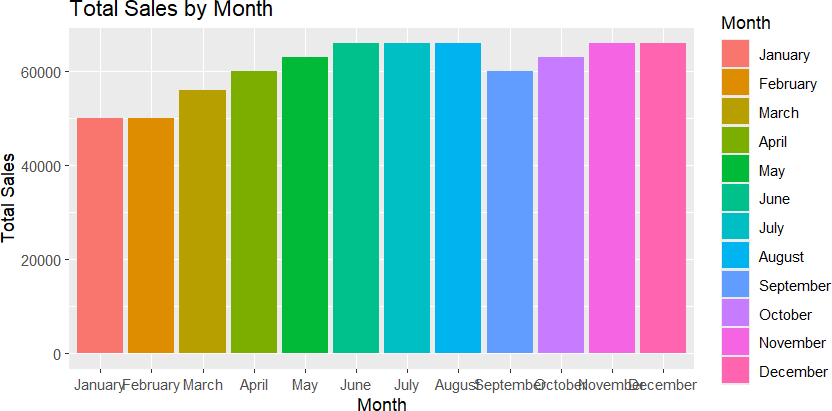 Total Sales by Month
Total Sales
60000
40000
20000
0
January February March April May June July August September October November December
Month
Month
January
February
March
April
May
June
July
August
September
October
November
December